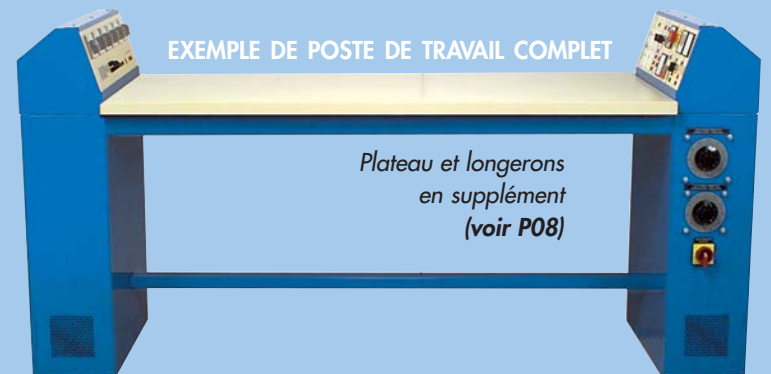 EXEMPLE DE POSTE DE TRAVAIL COMPLET
Plateau et longerons
en supplément
(voir P08)